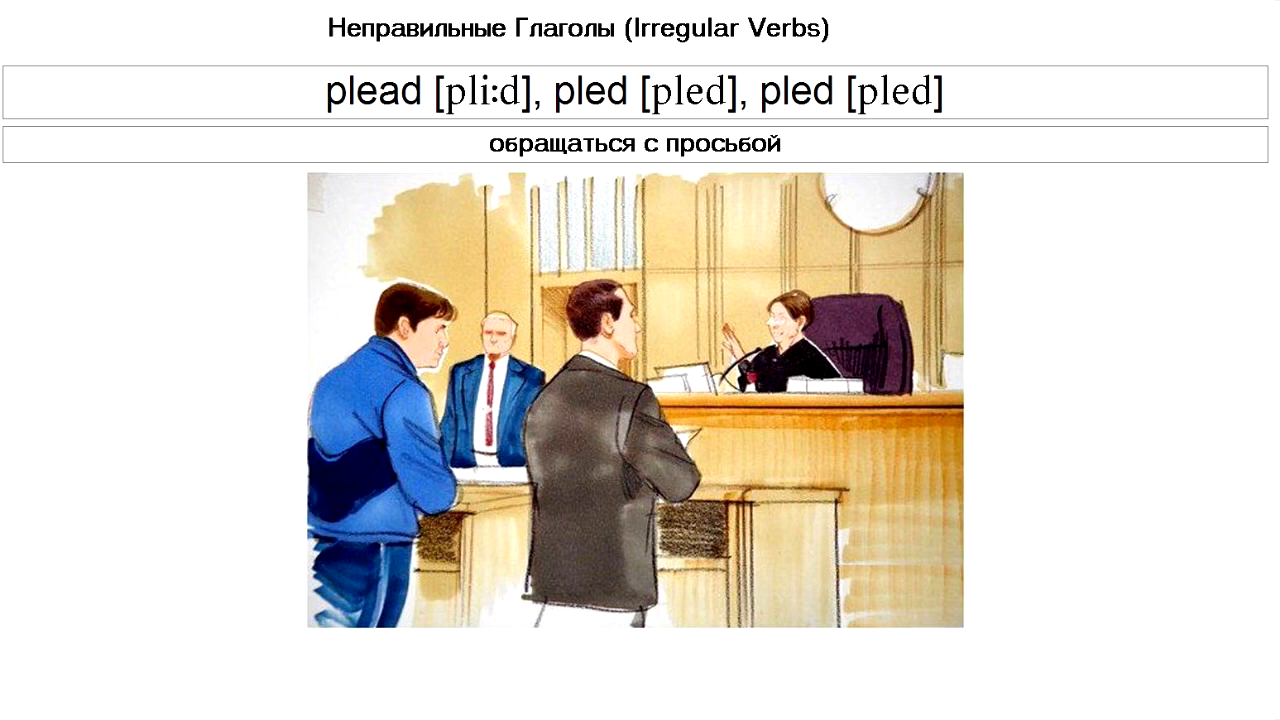 Неправильные Глаголы (Irregular Verbs)
plead [pli:d], pled [pled], pled [pled]
обращаться с просьбой